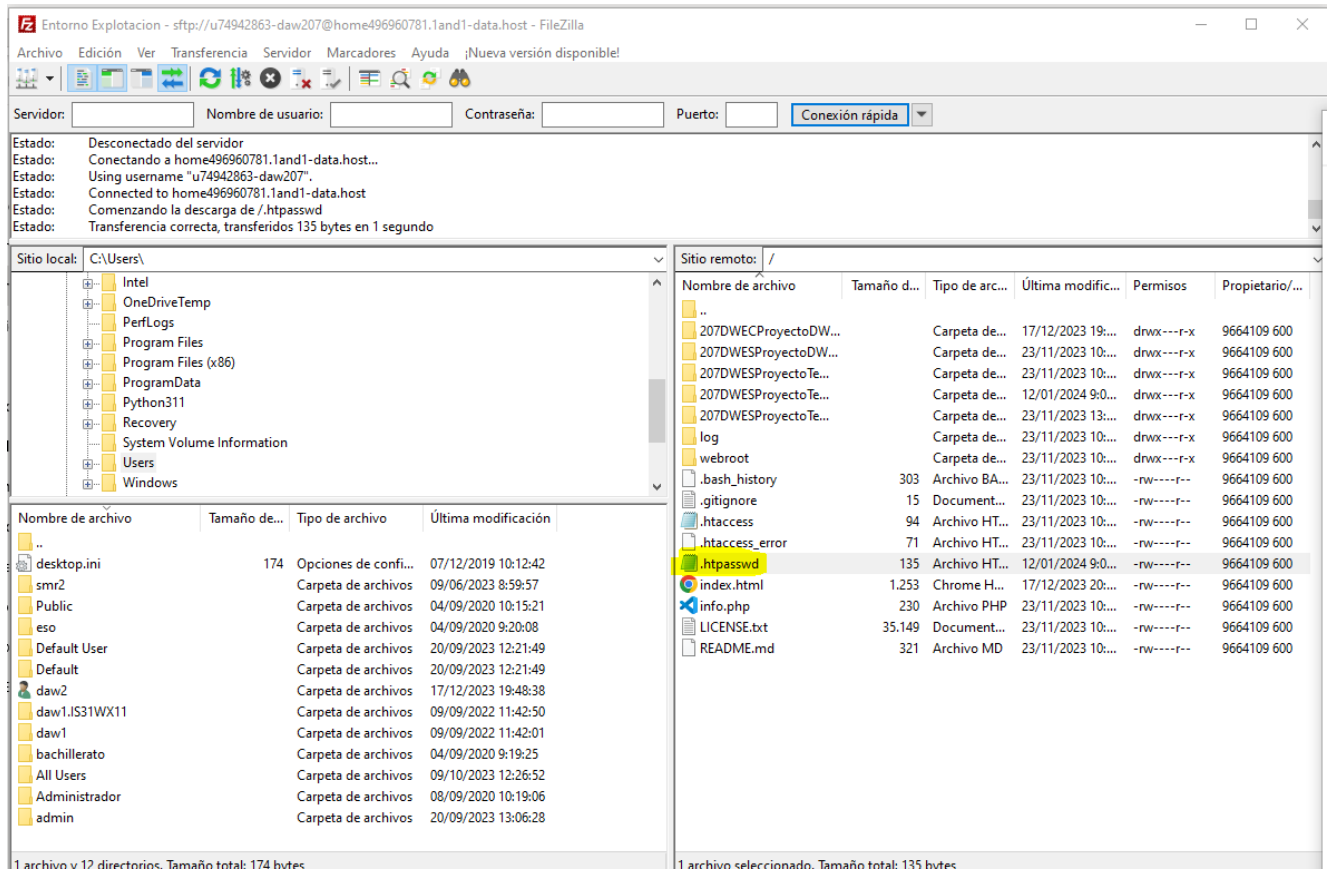 Entorno Explotacion - sftp://u74942863-daw207@home496960781.1and1-data.host - FileZilla
Archivo Edición Ver Transferencia Servidor Marcadores Ayuda ¡Nueva versión disponible!
Servidor: Nombre de usuario: Contraseña: Puerto: Conexión rápida
Estado: Desconectado del servidor
Estado: Conectando a home496960781.1and1-data.host...
Estado: Using username "u74942863-daw207".
Estado: Connected to home496960781.1and1-data.host
Estado: Comenzando la descarga de /.htpasswd
Estado: Transferencia correcta, transferidos 135 bytes en 1 segundo
Sitio local: C:\Users\
Intel
OneDriveTemp
PerfLogs
Program Files
Program Files (x86)
ProgramData
Python311
Recovery
System Volume Information
Users
Windows
Nombre de archivo Tamaño de... Tipo de archivo Última modificación
..
desktop.ini 174 Opciones de confi... 07/12/2019 10:12:42
smr2 Carpeta de archivos 09/06/2023 8:59:57
Public Carpeta de archivos 04/09/2020 10:15:21
eso Carpeta de archivos 04/09/2020 9:20:08
Default User Carpeta de archivos 20/09/2023 12:21:49
Default Carpeta de archivos 20/09/2023 12:21:49
daw2 Carpeta de archivos 17/12/2023 19:48:38
daw1.IS31WX11 Carpeta de archivos 09/09/2022 11:42:50
daw1 Carpeta de archivos 09/09/2022 11:42:01
bachillerato Carpeta de archivos 04/09/2020 9:19:25
All Users Carpeta de archivos 09/10/2023 12:26:52
Administrador Carpeta de archivos 08/09/2020 10:19:06
admin Carpeta de archivos 20/09/2023 13:06:28
1 archivo y 12 directorios. Tamaño total: 174 bytes
Sitio remoto: /
Nombre de archivo Tamaño d... Tipo de arc... Última modific... Permisos Propietario/...
..
207DWECProyectoDW... Carpeta de... 17/12/2023 19:... drwx---r-x 9664109 600
207DWESProyectoDW... Carpeta de... 23/11/2023 10:... drwx---r-x 9664109 600
207DWESProyectoTe... Carpeta de... 23/11/2023 10:... drwx---r-x 9664109 600
207DWESProyectoTe... Carpeta de... 12/01/2024 9:0... drwx---r-x 9664109 600
207DWESProyectoTe... Carpeta de... 23/11/2023 13:... drwx---r-x 9664109 600
log Carpeta de... 23/11/2023 10:... drwx---r-x 9664109 600
webroot Carpeta de... 23/11/2023 10:... drwx---r-x 9664109 600
.bash_history 303 Archivo BA... 23/11/2023 10:... -rw----r-- 9664109 600
.gitignore 15 Document... 23/11/2023 10:... -rw----r-- 9664109 600
.htaccess 94 Archivo HT... 23/11/2023 10:... -rw----r-- 9664109 600
.htaccess_error 71 Archivo HT... 23/11/2023 10:... -rw----r-- 9664109 600
.htpasswd 135 Archivo HT... 12/01/2024 9:0... -rw----r-- 9664109 600
index.html 1.253 Chrome H... 17/12/2023 20:... -rw----r-- 9664109 600
info.php 230 Archivo PHP 23/11/2023 10:... -rw----r-- 9664109 600
LICENSE.txt 35.149 Document... 23/11/2023 10:... -rw----r-- 9664109 600
README.md 321 Archivo MD 23/11/2023 10:... -rw----r-- 9664109 600
1 archivo seleccionado. Tamaño total: 135 bytes